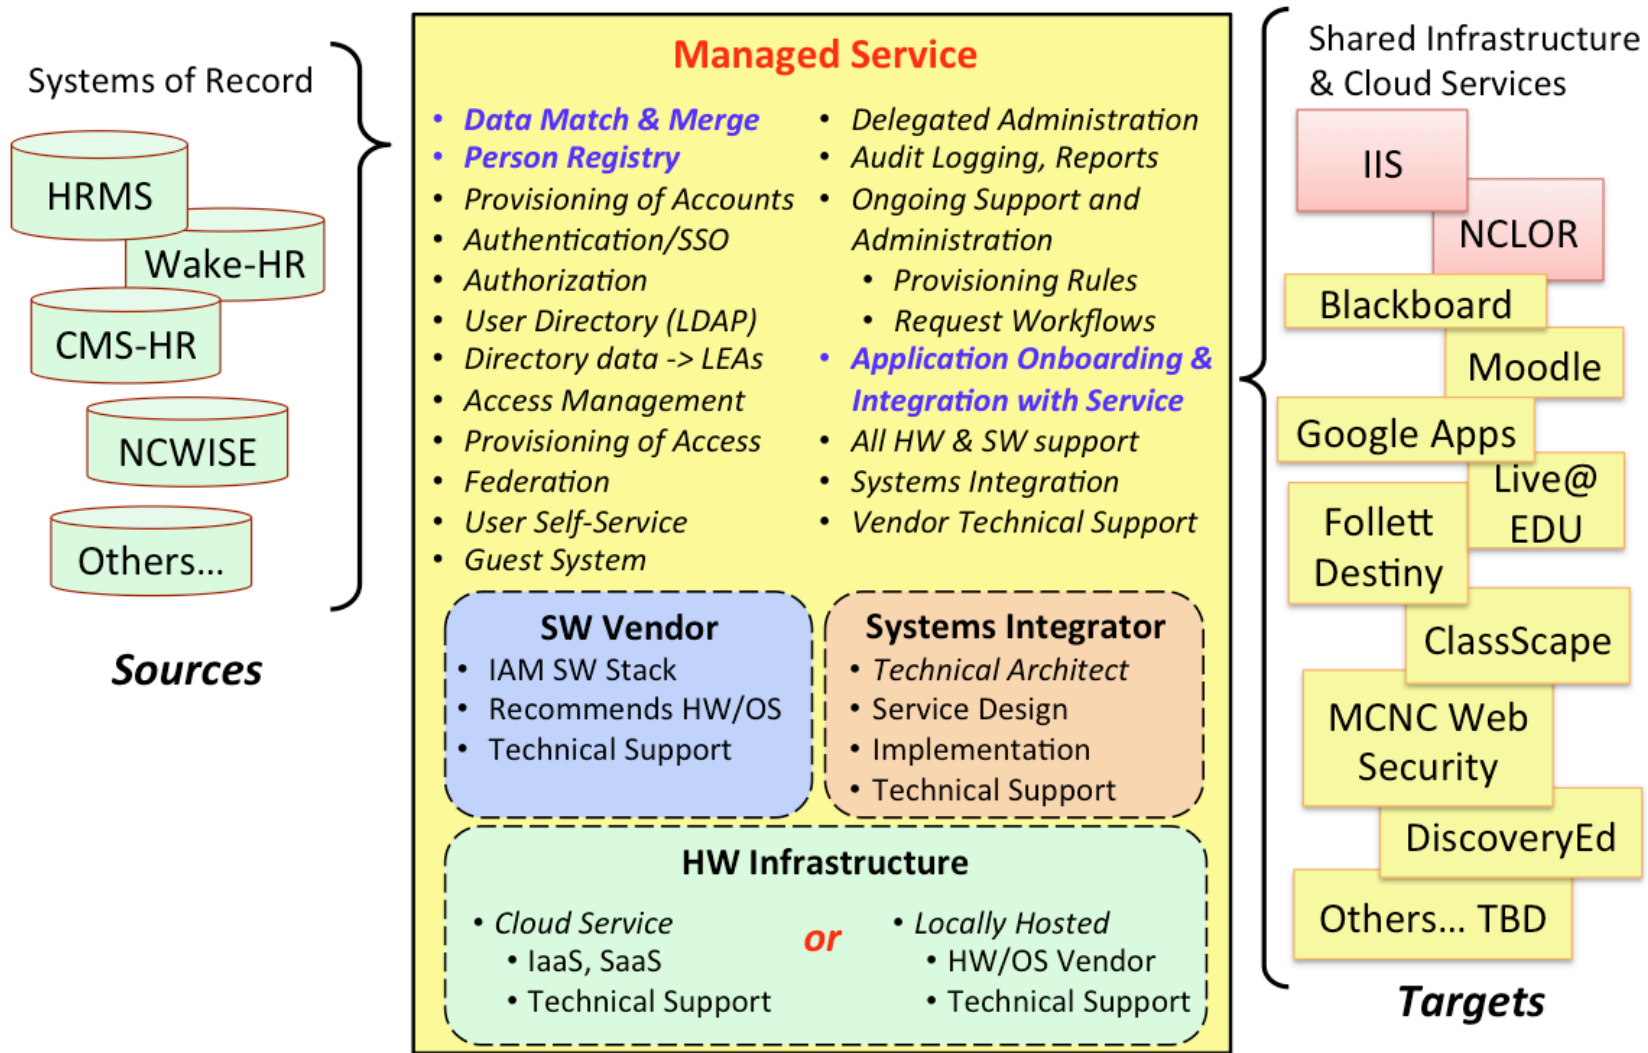 Systems of Record
HRMS
Wake-HR
CMS-HR
NCWISE
Others...
Sources
Managed Service
• Data Match & Merge
• Person Registry
• Provisioning of Accounts
• Authentication/SSO
• Authorization
• User Directory (LDAP)
• Directory data -> LEAs
• Access Management
• Provisioning of Access
• Federation
• User Self-Service
• Guest System
• Delegated Administration
• Audit Logging, Reports
• Ongoing Support and
Administration
• Provisioning Rules
• Request Workflows
• Application Onboarding &
Integration with Service
• All HW & SW support
• Systems Integration
• Vendor Technical Support
SW Vendor
• IAM SW Stack
• Recommends HW/OS
• Technical Support
Systems Integrator
• Technical Architect
• Service Design
• Implementation
• Technical Support
HW Infrastructure
• Cloud Service
• IaaS, SaaS
• Technical Support
or
• Locally Hosted
• HW/OS Vendor
• Technical Support
Shared Infrastructure
& Cloud Services
IIS
NCLOR
Blackboard
Moodle
Google Apps
Live@
EDU
Follett
Destiny
ClassScape
MCNC Web
Security
DiscoveryEd
Others... TBD
Targets